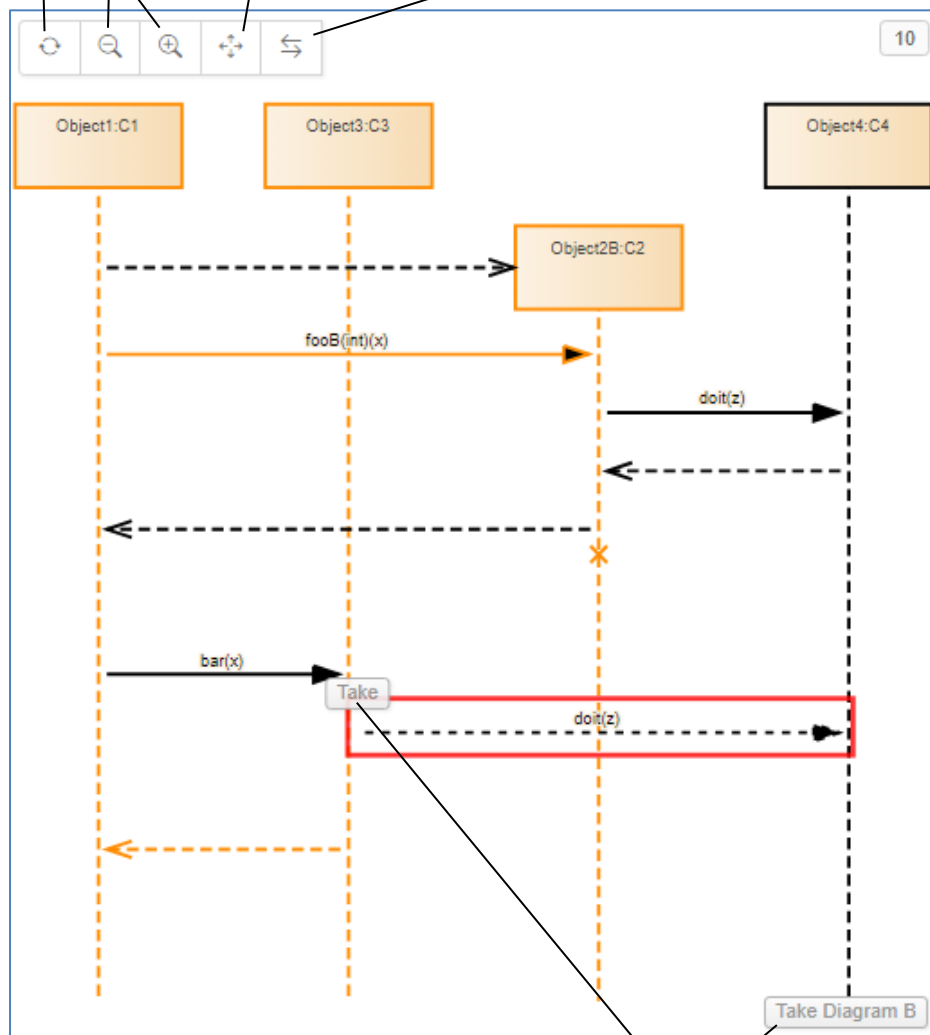 10
Object1:C1
Object3:C3
Object4:C4
Object2B:C2
fooB(int)(x)
doit(z)
bar(x)
Take
doit(z)
Take Diagram B